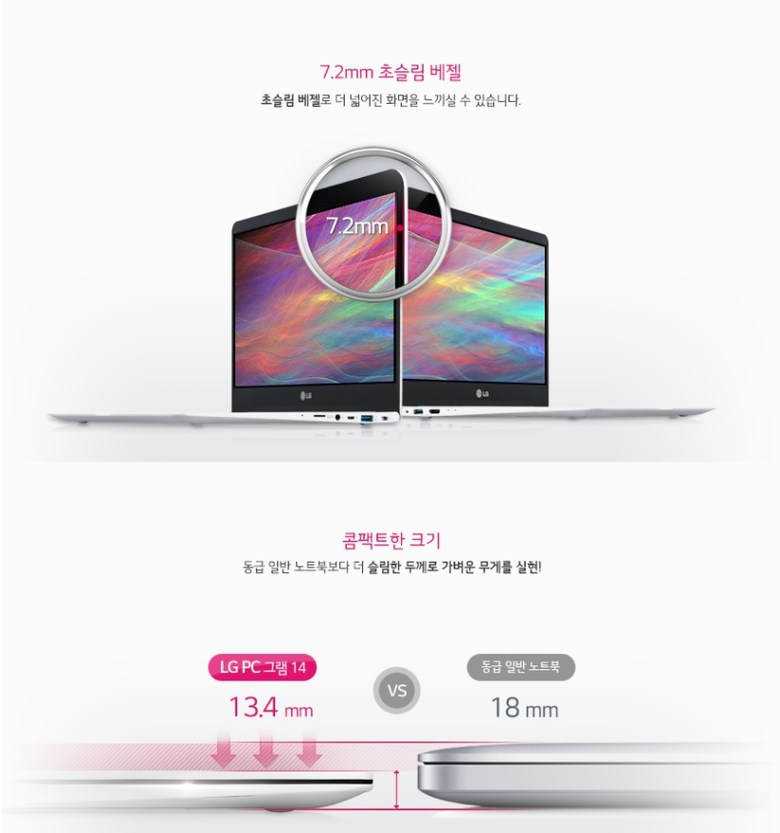 7.2mm 초슬림 베젤
초슬림 베젤로 더 넓어진 화면을 느끼실 수 있습니다.
7.2mm
LG
LG
콤팩트한 크기
동급 일반 노트북보다 더 슬림한 두께로 가벼운 무게를 실현!
LG PC 그램 14
VS
동급 일반 노트북
13.4 mm
18 mm